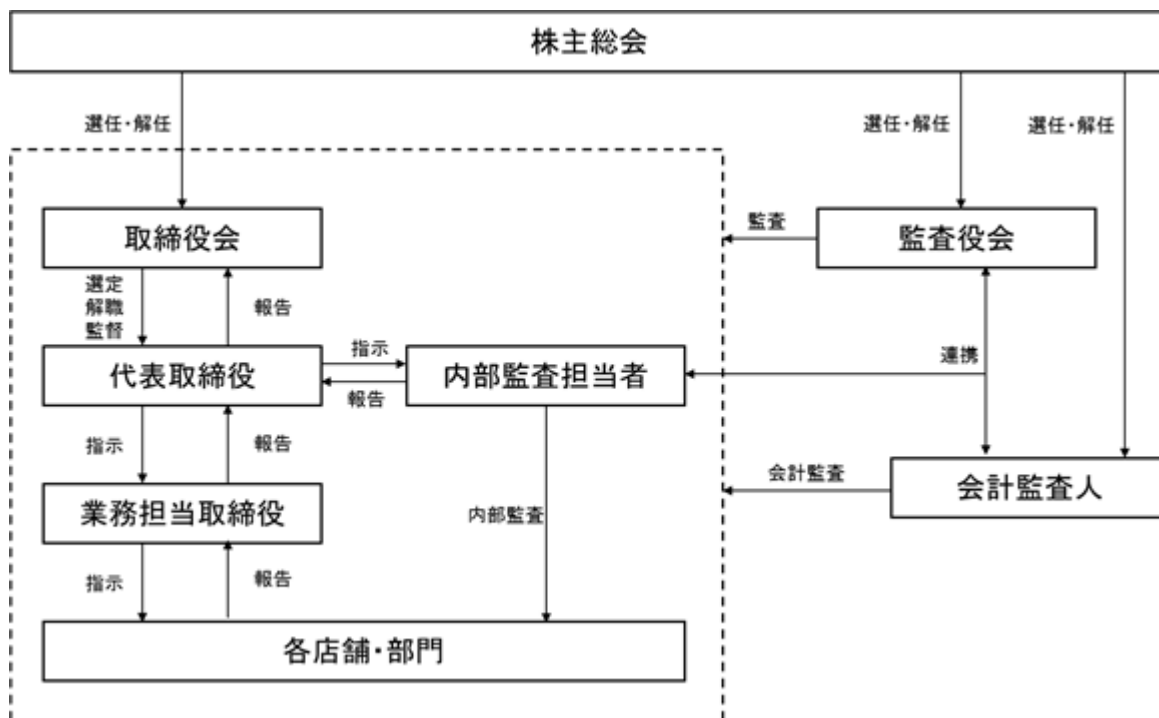 株主総会
選任・解任
選任・解任
選任・解任
取締役会
監査
監査役会
選定
解職
監督
報告
連携
代表取締役
指示
報告
内部監査担当者
指示
報告
会計監査
会計監査人
業務担当取締役
内部監査
指示
報告
各店舗・部門